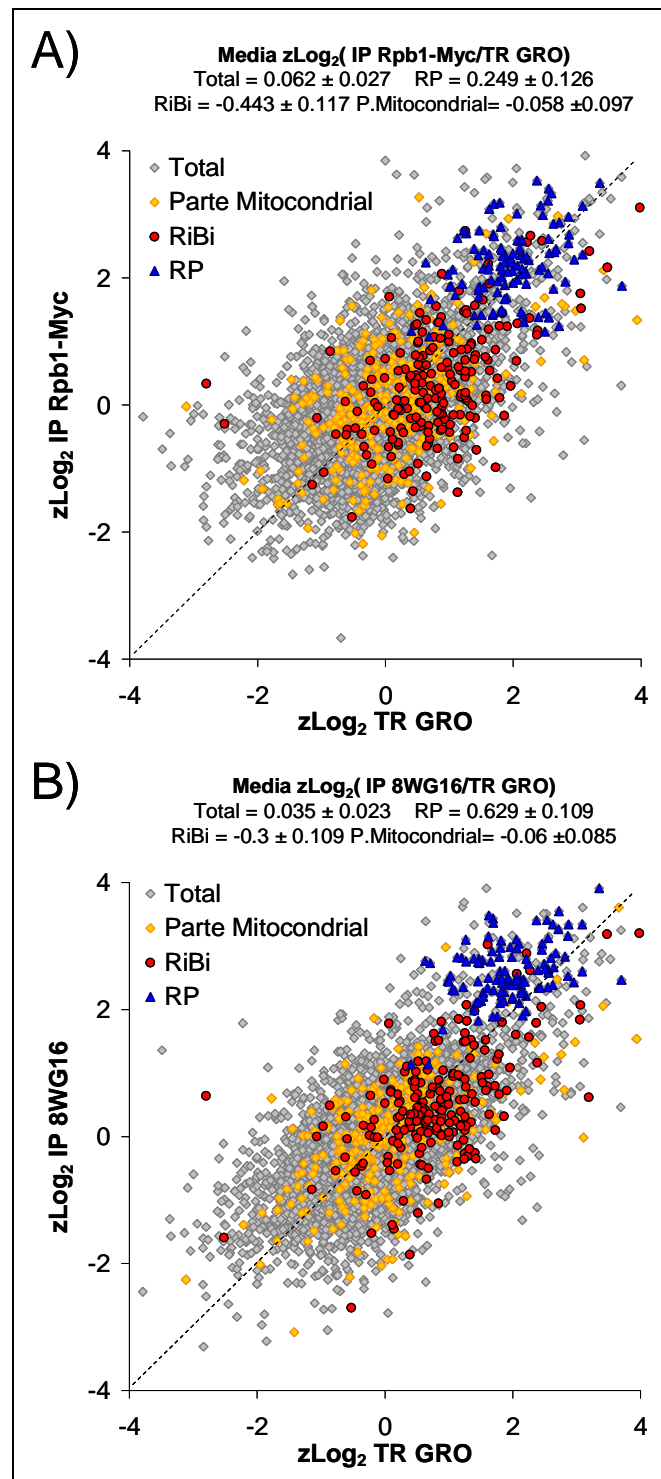 A)
Media zLog₂( IP Rpb1-Myc/TR GRO)
Total = 0.062 ± 0.027 RP = 0.249 ± 0.126
RiBi = -0.443 ± 0.117 P.Mitocondrial= -0.058 ±0.097
4
Total
Parte Mitocondrial
RiBi
RP
2
0
-2
-4
zLog₂ IP Rpb1-Myc
-4 -2 0 2 4
zLog₂ TR GRO
B)
Media zLog₂( IP 8WG16/TR GRO)
Total = 0.035 ± 0.023 RP = 0.629 ± 0.109
RiBi = -0.3 ± 0.109 P.Mitocondrial= -0.06 ±0.085
4
Total
Parte Mitocondrial
RiBi
RP
2
0
-2
-4
zLog₂ IP 8WG16
-4 -2 0 2 4
zLog₂ TR GRO